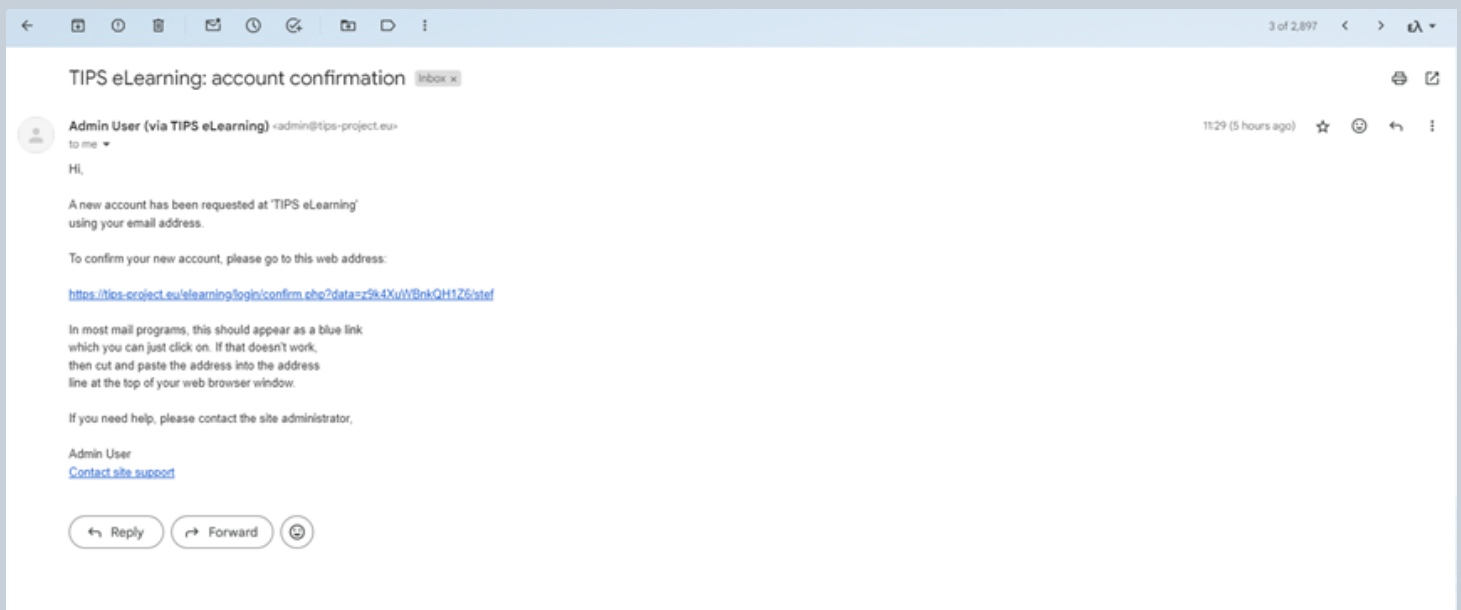 3 of 2,897
ελ
TIPS eLearning: account confirmation Inbox x
Admin User (via TIPS eLearning) <admin@tips-project.eu>
11:29 (5 hours ago)
to me
Hi,
A new account has been requested at 'TIPS eLearning'
using your email address.
To confirm your new account, please go to this web address:
https://tips-project.eu/elearning/login/confirm.php?data=z9k4XuWBnkQH1Z6/stef
In most mail programs, this should appear as a blue link
which you can just click on. If that doesn't work,
then cut and paste the address into the address
line at the top of your web browser window.
If you need help, please contact the site administrator,
Admin User
Contact site support
Reply Forward